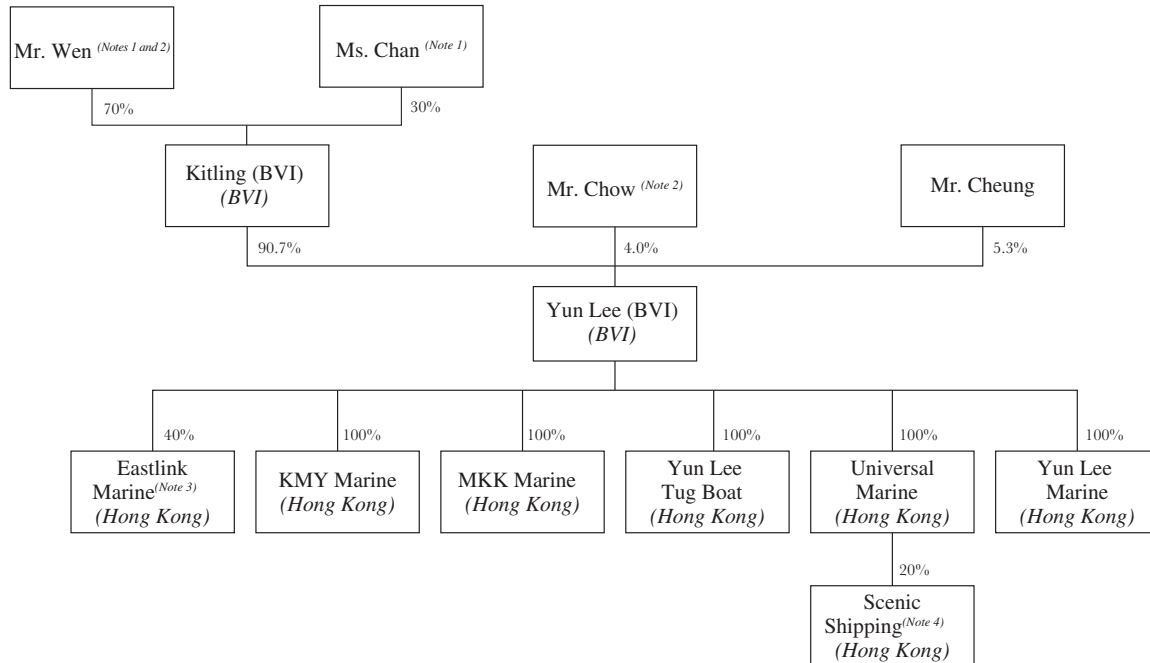 Mr. Wen (Notes 1 and 2)
Ms. Chan (Note 1)
70%
30%
Kitling (BVI)
(BVI)
Mr. Chow (Note 2)
Mr. Cheung
90.7%
4.0%
5.3%
Yun Lee (BVI)
(BVI)
40%
100%
100%
100%
100%
100%
Eastlink
Marine(Note 3)
(Hong Kong)
KMY Marine
(Hong Kong)
MKK Marine
(Hong Kong)
Yun Lee
Tug Boat
(Hong Kong)
Universal
Marine
(Hong Kong)
Yun Lee
Marine
(Hong Kong)
20%
Scenic
Shipping(Note 4)
(Hong Kong)